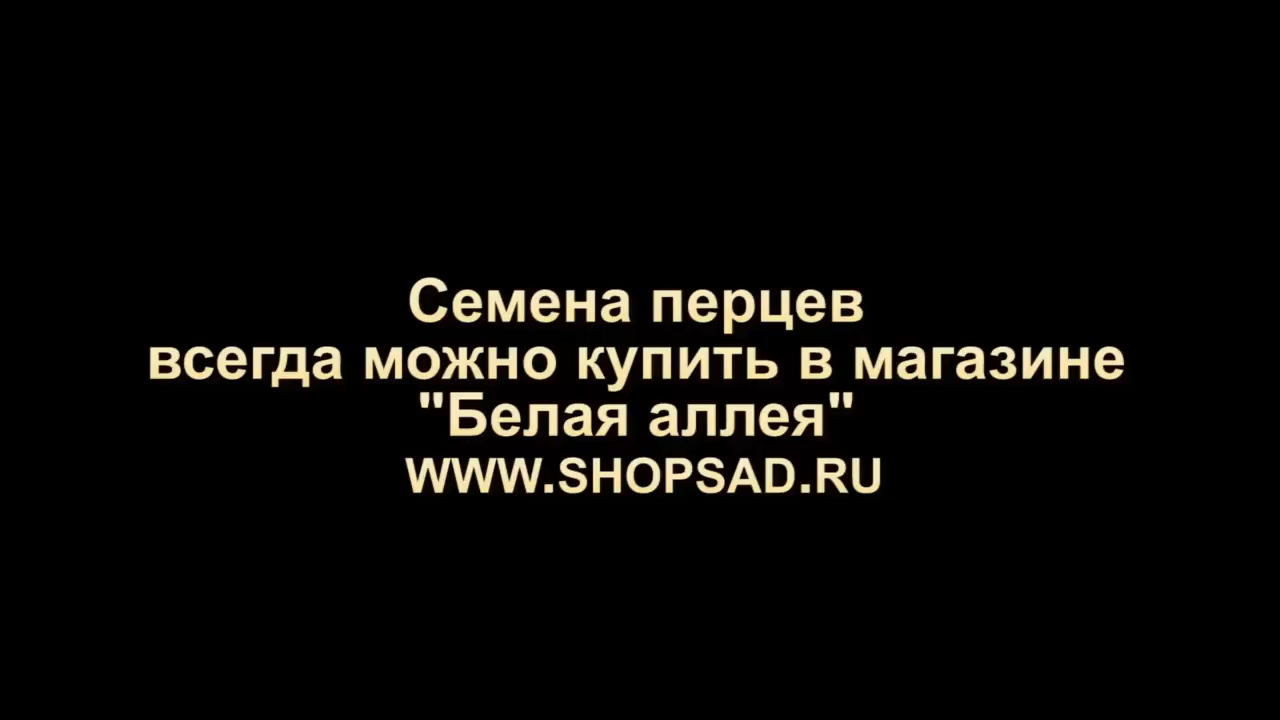 Семена перцев
всегда можно купить в магазине
"Белая аллея"
WWW.SHOPSAD.RU